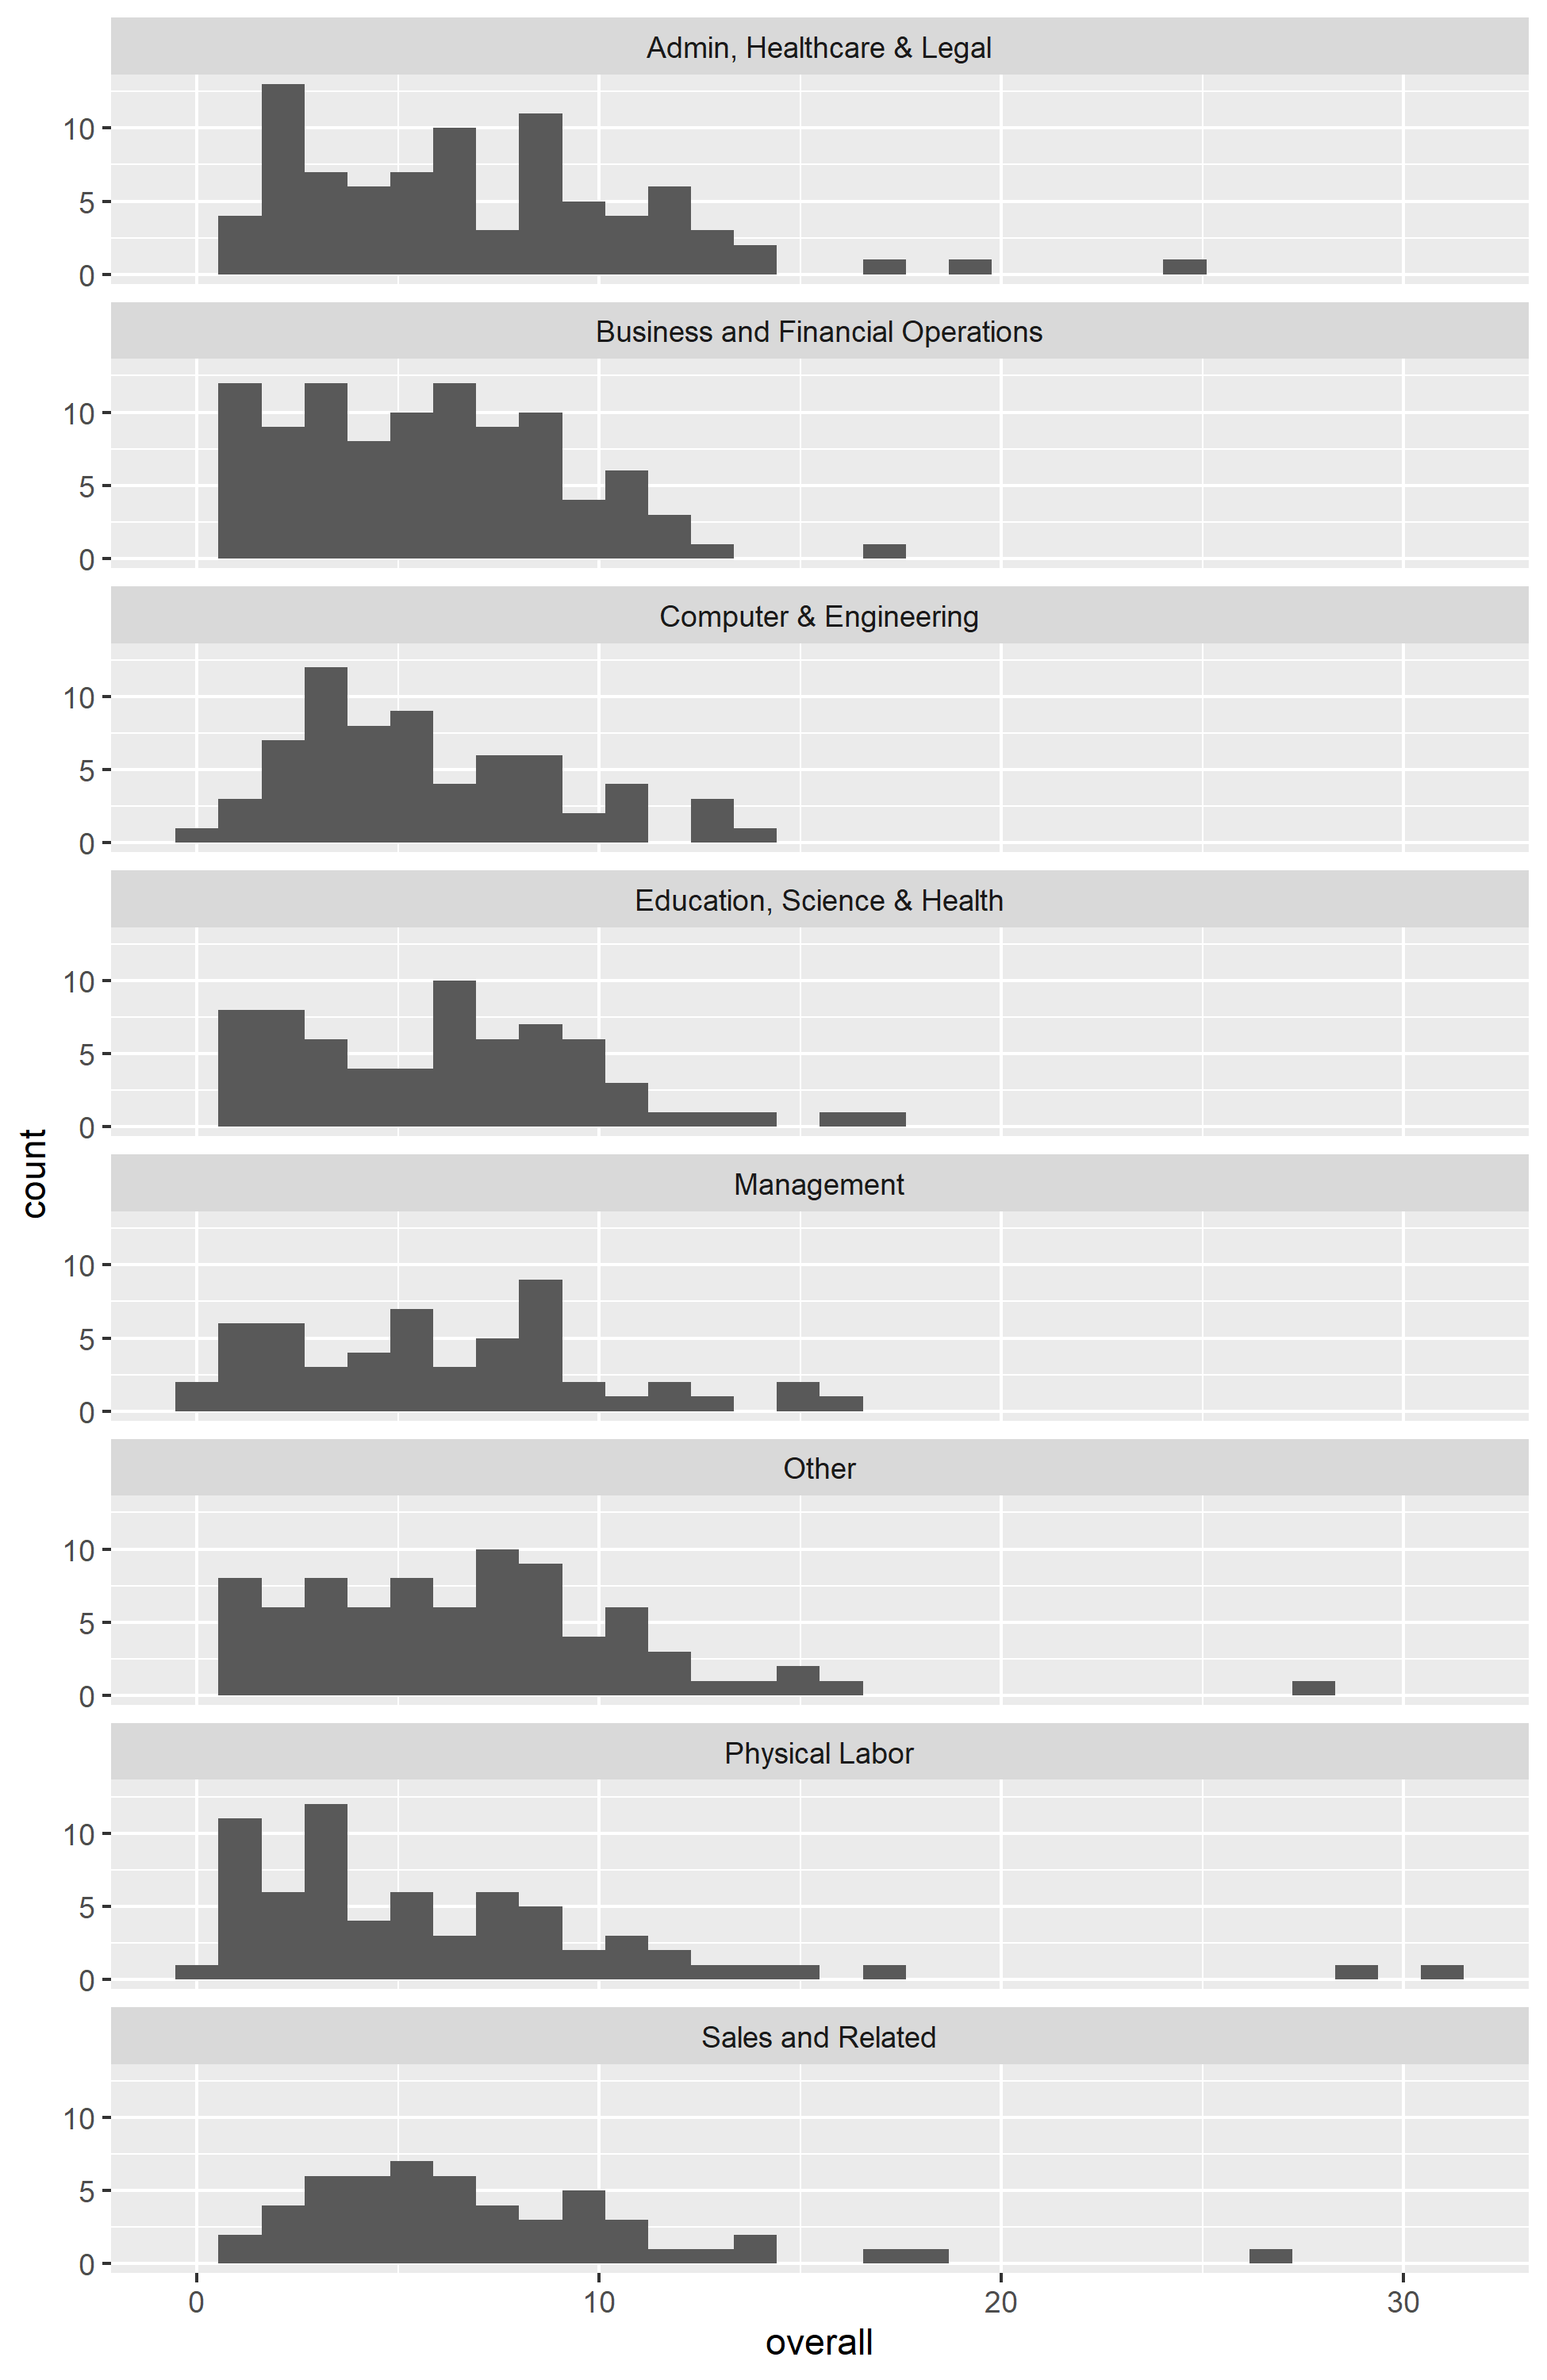 Admin, Healthcare & Legal
10
5
0
Business and Financial Operations
10
5
0
Computer & Engineering
10
5
0
Education, Science & Health
10
5
0
count
Management
10
5
0
Other
10
5
0
Physical Labor
10
5
0
Sales and Related
10
5
0
0 10 20 30
overall